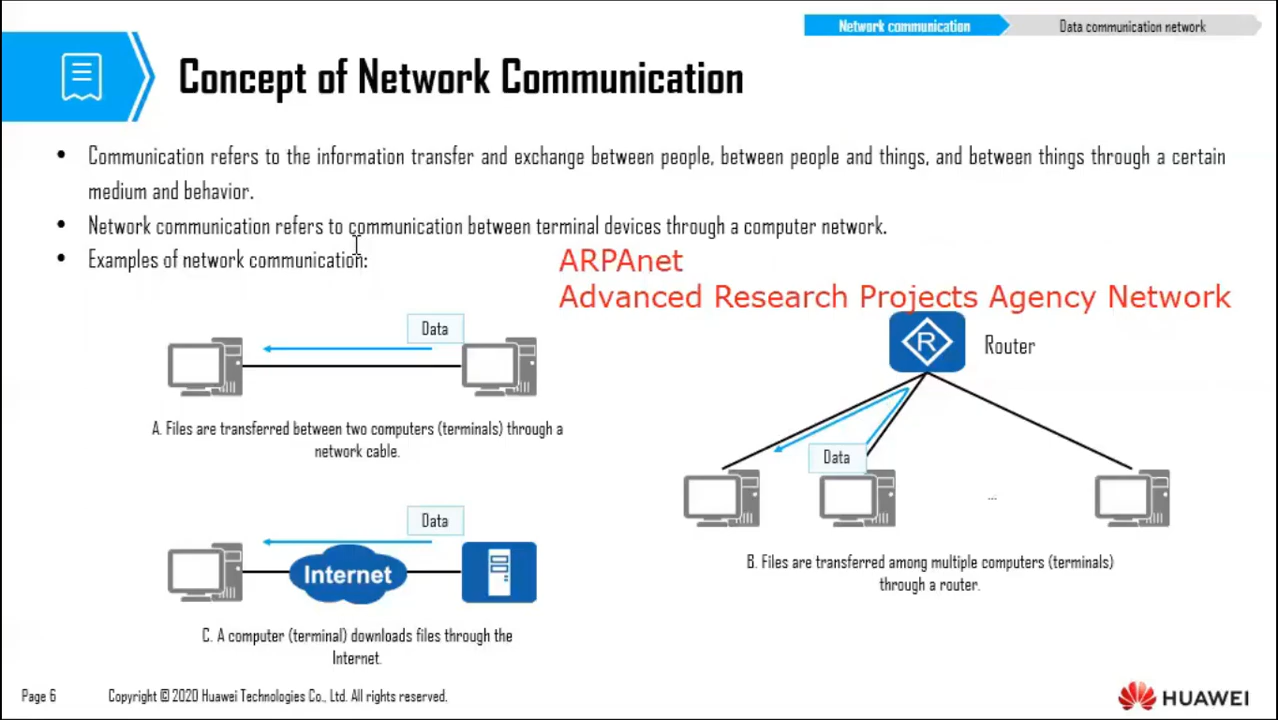 Network communication
Data communication network
Concept of Network Communication
• Communication refers to the information transfer and exchange between people, between people and things, and between things through a certain
medium and behavior.
• Network communication refers to communication between terminal devices through a computer network.
• Examples of network communication:
ARPAnet
Advanced Research Projects Agency Network
Data
R
Router
A. Files are transferred between two computers (terminals) through a
network cable.
Data
...
Data
Internet
B. Files are transferred among multiple computers (terminals)
through a router.
C. A computer (terminal) downloads files through the
Internet.
Page 6
Copyright © 2020 Huawei Technologies Co., Ltd. All rights reserved.
HUAWEI